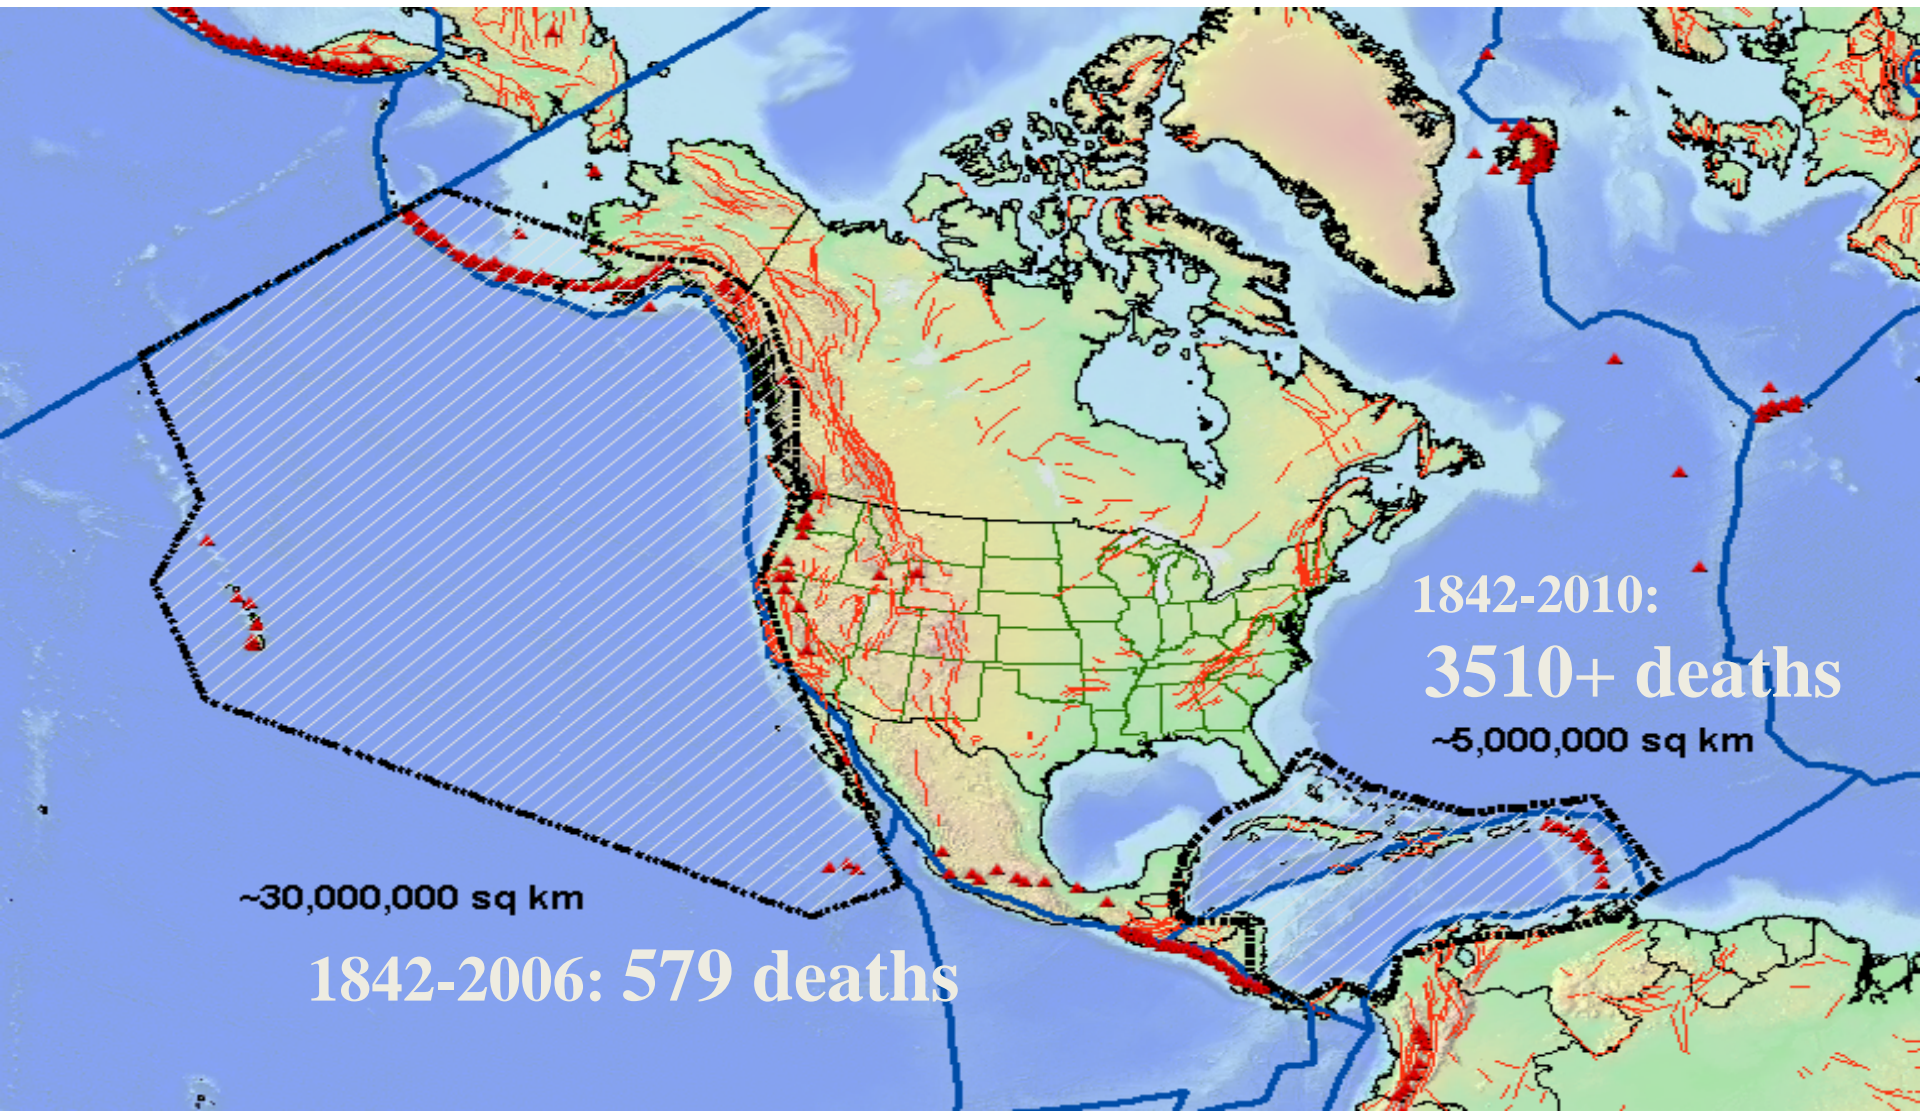 1842-2010:
3510+ deaths
~5,000,000 sq km
~30,000,000 sq km
1842-2006: 579 deaths